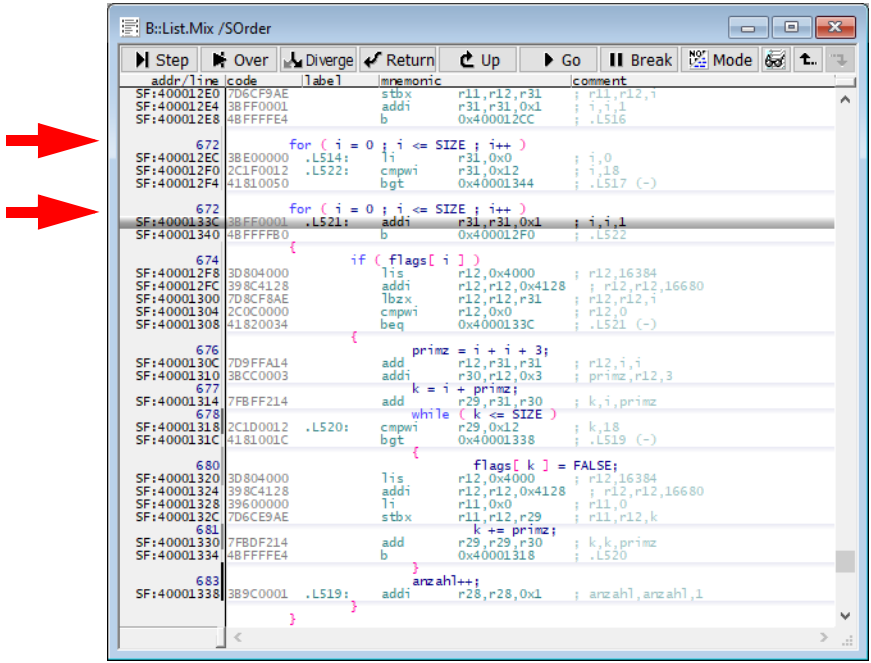 B::List.Mix /SOrder
Step Over Diverge Return Up Go Break Mode
addr/line code label mnemonic comment
SF:400012E0 7D6CF9AE stbx r11,r12,r31 ; r11,r12,i
SF:400012E4 3BFF0001 addi r31,r31,0x1 ; i,i,1
SF:400012E8 4BFFFFE4 b 0x400012CC ; .L516
672 for ( i = 0 ; i <= SIZE ; i++ )
SF:400012EC 3BE00000 .L514: li r31,0x0 ; i,0
SF:400012F0 2C1F0012 .L522: cmpwi r31,0x12 ; i,18
SF:400012F4 41810050 bgt 0x40001344 ; .L517 (-)
672 for ( i = 0 ; i <= SIZE ; i++ )
SF:4000133C 3BFF0001 .L521: addi r31,r31,0x1 ; i,i,1
SF:40001340 4BFFFFB0 b 0x400012F0 ; .L522
{
674 if ( flags[ i ] )
SF:400012F8 3D804000 lis r12,0x4000 ; r12,16384
SF:400012FC 398C4128 addi r12,r12,0x4128 ; r12,r12,16680
SF:40001300 7D8CF8AE lbzx r12,r12,r31 ; r12,r12,i
SF:40001304 2C0C0000 cmpwi r12,0x0 ; r12,0
SF:40001308 41820034 beq 0x4000133C ; .L521 (-)
{
676 primz = i + i + 3;
SF:4000130C 7D9FFA14 add r12,r31,r31 ; r12,i,i
SF:40001310 3BCC0003 addi r30,r12,0x3 ; primz,r12,3
677 k = i + primz;
SF:40001314 7FBFF214 add r29,r31,r30 ; k,i,primz
678 while ( k <= SIZE )
SF:40001318 2C1D0012 .L520: cmpwi r29,0x12 ; k,18
SF:4000131C 4181001C bgt 0x40001338 ; .L519 (-)
{
680 flags[ k ] = FALSE;
SF:40001320 3D804000 lis r12,0x4000 ; r12,16384
SF:40001324 398C4128 addi r12,r12,0x4128 ; r12,r12,16680
SF:40001328 39600000 li r11,0x0 ; r11,0
SF:4000132C 7D6CE9AE stbx r11,r12,r29 ; r11,r12,k
681 k += primz;
SF:40001330 7FBDF214 add r29,r29,r30 ; k,k,primz
SF:40001334 4BFFFFE4 b 0x40001318 ; .L520
}
683 anzahl++;
SF:40001338 3B9C0001 .L519: addi r28,r28,0x1 ; anzahl,anzahl,1
}
}